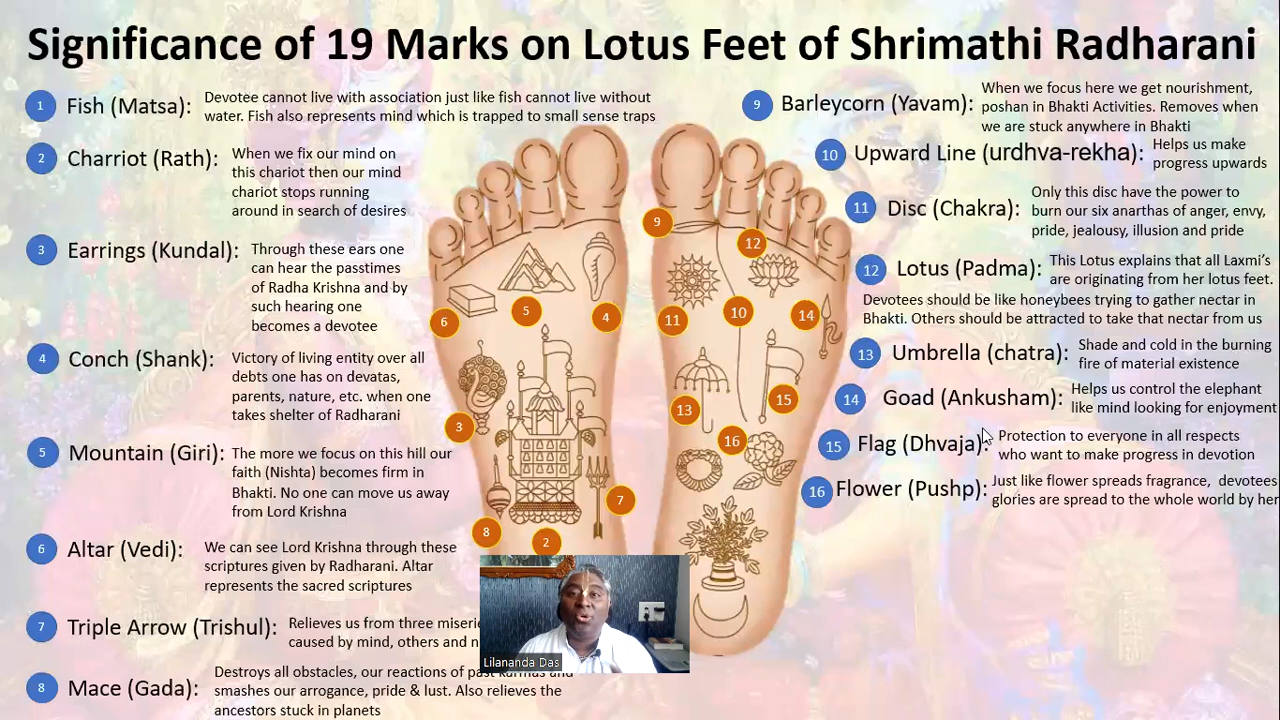 Significance of 19 Marks on Lotus Feet of Shrimathi Radharani
1 Fish (Matsa):
Devotee cannot live with association just like fish cannot live without
water. Fish also represents mind which is trapped to small sense traps
2 Charriot (Rath):
When we fix our mind on
this chariot then our mind
chariot stops running
around in search of desires
3 Earrings (Kundal):
Through these ears one
can hear the passtimes
of Radha Krishna and by
such hearing one
becomes a devotee
4 Conch (Shank):
Victory of living entity over all
debts one has on devatas,
parents, nature, etc. when one
takes shelter of Radharani
5 Mountain (Giri):
The more we focus on this hill our
faith (Nishta) becomes firm in
Bhakti. No one can move us away
from Lord Krishna
6 Altar (Vedi):
We can see Lord Krishna through these
scriptures given by Radharani. Altar
represents the sacred scriptures
7 Triple Arrow (Trishul):
Relieves us from three
caused by mind, others and
8 Mace (Gada):
Destroys all obstacles, our reactions of past karmas and
smashes our arrogance, pride & lust. Also relieves the
ancestors stuck in planets
9 Barleycorn (Yavam):
When we focus here we get nourishment,
poshan in Bhakti Activities. Removes when
we are stuck anywhere in Bhakti
10 Upward Line (urdhva-rekha):
Helps us make
progress upwards
11 Disc (Chakra):
Only this disc have the power to
burn our six anarthas of anger, envy,
pride, jealousy, illusion and pride
12 Lotus (Padma):
This Lotus explains that all Laxmi's
are originating from her lotus feet.
Devotees should be like honeybees trying to gather nectar in
Bhakti. Others should be attracted to take that nectar from us
13 Umbrella (chatra):
Shade and cold in the burning
fire of material existence
14 Goad (Ankusham):
Helps us control the elephant
like mind looking for enjoyment
15 Flag (Dhvaja):
Protection to everyone in all respects
who want to make progress in devotion
16 Flower (Pushp):
Just like flower spreads fragrance, devotees
glories are spread to the whole world by her
6
5
4
3
8
2
7
9
12
11
10
14
13
15
16
Lilananda Das